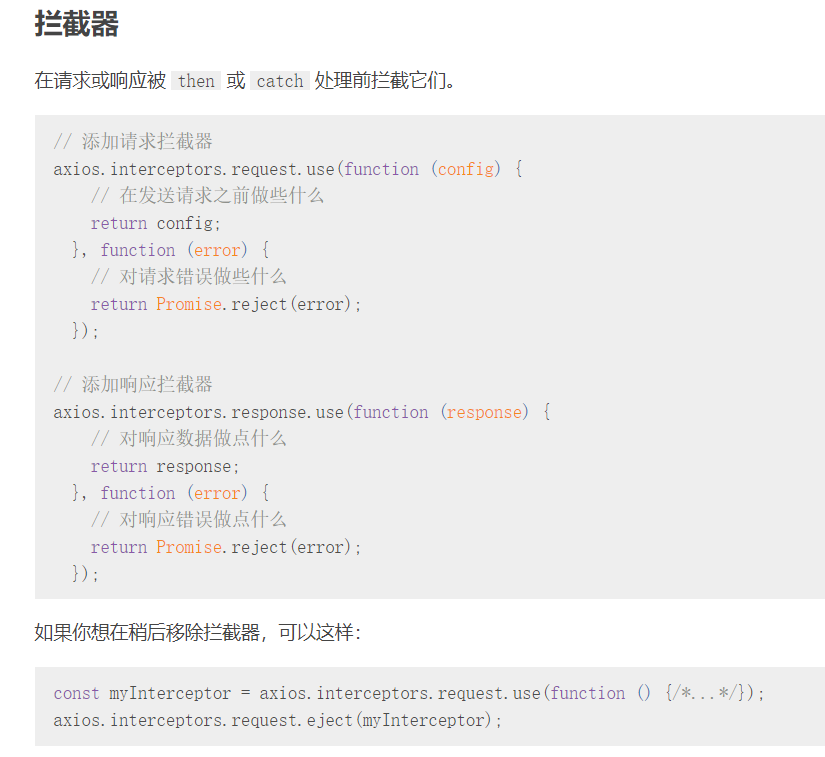 拦截器
在请求或响应被 then 或 catch 处理前拦截它们。
// 添加请求拦截器
axios.interceptors.request.use(function (config) {
    // 在发送请求之前做些什么
    return config;
  }, function (error) {
    // 对请求错误做些什么
    return Promise.reject(error);
  });
// 添加响应拦截器
axios.interceptors.response.use(function (response) {
    // 对响应数据做点什么
    return response;
  }, function (error) {
    // 对响应错误做点什么
    return Promise.reject(error);
  });
如果你想在稍后移除拦截器，可以这样：
const myInterceptor = axios.interceptors.request.use(function () {/*...*/});
axios.interceptors.request.eject(myInterceptor);